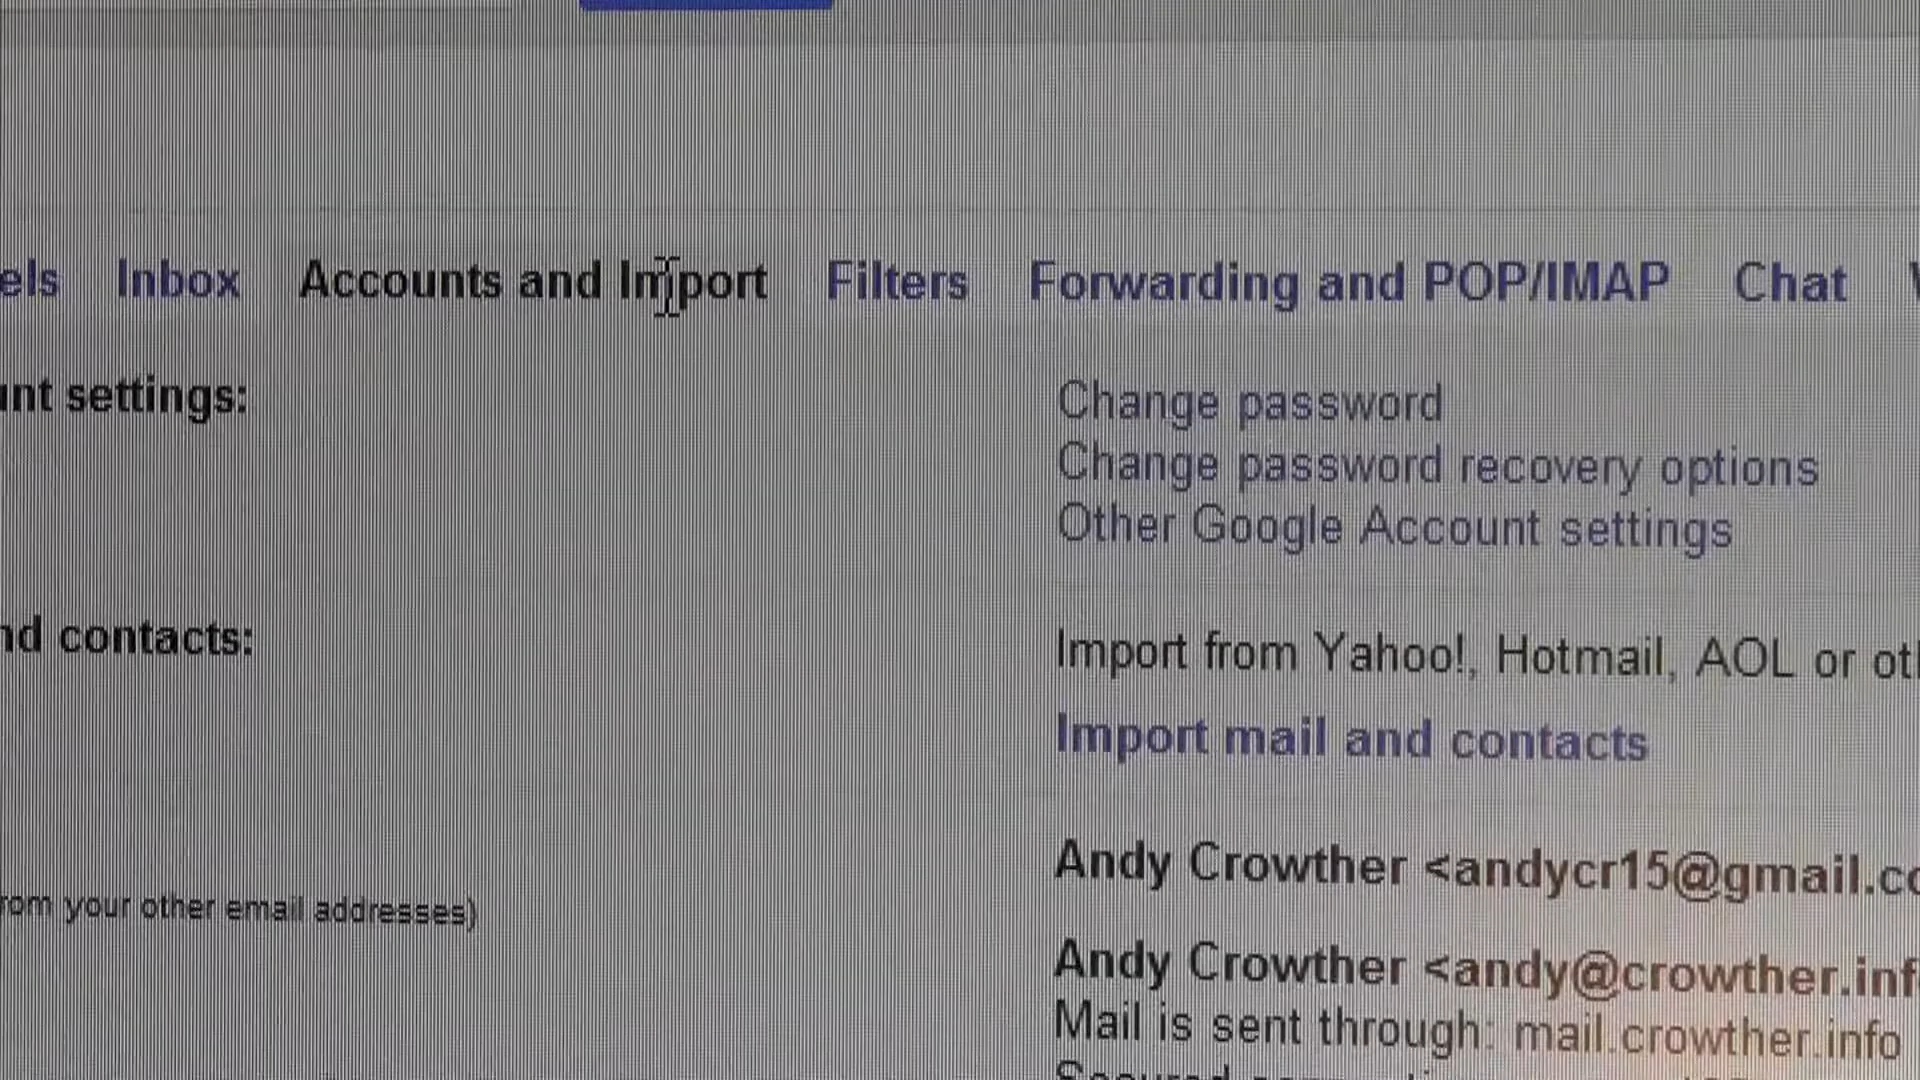 els Inbox Accounts and Import Filters Forwarding and POP/IMAP Chat
unt settings:
Change password
Change password recovery options
Other Google Account settings
nd contacts:
Import from Yahoo!, Hotmail, AOL or oth
Import mail and contacts
Andy Crowther <andycr15@gmail.co
rom your other email addresses)
Andy Crowther <andy@crowther.inf
Mail is sent through: mail.crowther.info